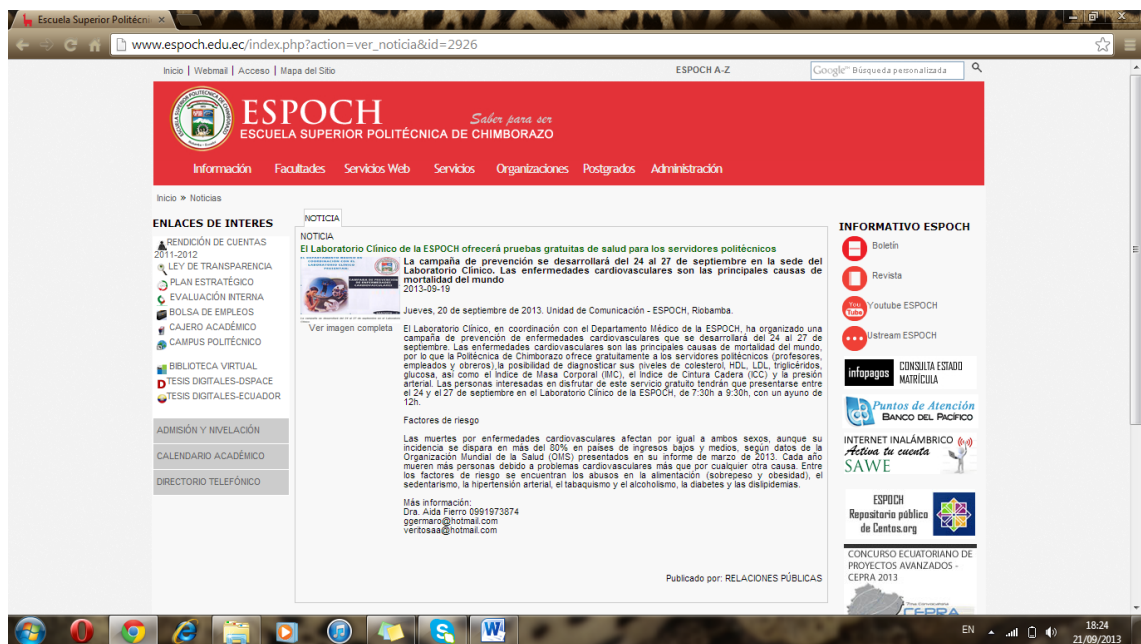 Escuela Superior Politécni
www.espoch.edu.ec/index.php?action=ver_noticia&id=2926
Inicio | Webmail | Acceso | Mapa del Sitio
ESPOCH A-Z
Google™ Búsqueda personalizada
ESPOCH
Saber para ser
ESCUELA SUPERIOR POLITÉCNICA DE CHIMBORAZO
Información Facultades Servicios Web Servicios Organizaciones Postgrados Administración
Inicio » Noticias
ENLACES DE INTERES
RENDICIÓN DE CUENTAS
2011-2012
LEY DE TRANSPARENCIA
PLAN ESTRATÉGICO
EVALUACIÓN INTERNA
BOLSA DE EMPLEOS
CAJERO ACADÉMICO
CAMPUS POLITÉCNICO
BIBLIOTECA VIRTUAL
TESIS DIGITALES-DSPACE
TESIS DIGITALES-ECUADOR
ADMISIÓN Y NIVELACIÓN
CALENDARIO ACADÉMICO
DIRECTORIO TELEFÓNICO
NOTICIA
NOTICIA
El Laboratorio Clínico de la ESPOCH ofrecerá pruebas gratuitas de salud para los servidores politécnicos
Ver imagen completa
La campaña de prevención se desarrollará del 24 al 27 de septiembre en la sede del
Laboratorio Clínico. Las enfermedades cardiovasculares son las principales causas de
mortalidad del mundo
2013-09-19
Jueves, 20 de septiembre de 2013. Unidad de Comunicación - ESPOCH, Riobamba.
El Laboratorio Clínico, en coordinación con el Departamento Médico de la ESPOCH, ha organizado una
campaña de prevención de enfermedades cardiovasculares que se desarrollará del 24 al 27 de
septiembre. Las enfermedades cardiovasculares son las principales causas de mortalidad del mundo,
por lo que la Politécnica de Chimborazo ofrece gratuitamente a los servidores politécnicos (profesores,
empleados y obreros),la posibilidad de diagnosticar sus niveles de colesterol, HDL, LDL, triglicéridos,
glucosa, así como el Indice de Masa Corporal (IMC), el Indice de Cintura Cadera (ICC) y la presión
arterial. Las personas interesadas en disfrutar de este servicio gratuito tendrán que presentarse entre
el 24 y el 27 de septiembre en el Laboratorio Clínico de la ESPOCH, de 7:30h a 9:30h, con un ayuno de
12h.
Factores de riesgo
Las muertes por enfermedades cardiovasculares afectan por igual a ambos sexos, aunque su
incidencia se dispara en más del 80% en países de ingresos bajos y medios, según datos de la
Organización Mundial de la Salud (OMS) presentados en su informe de marzo de 2013. Cada año
mueren más personas debido a problemas cardiovasculares más que por cualquier otra causa. Entre
los factores de riesgo se encuentran los abusos en la alimentación (sobrepeso y obesidad), el
sedentarismo, la hipertensión arterial, el tabaquismo y el alcoholismo, la diabetes y las dislipidemias.
Más información:
Dra. Aida Fierro 0991973874
ggermaro@hotmail.com
veritosaa@hotmail.com
Publicado por: RELACIONES PÚBLICAS
INFORMATIVO ESPOCH
Boletín
Revista
You Tube
Youtube ESPOCH
Ustream ESPOCH
infopagos
CONSULTA ESTADO
MATRÍCULA
Puntos de Atención
BANCO DEL PACÍFICO
INTERNET INALÁMBRICO
Activa tu cuenta
SAWE
ESPOCH
Repositorio público
de Centos.org
CONCURSO ECUATORIANO DE
PROYECTOS AVANZADOS -
CEPRA 2013
CEPRA
EN
18:24
21/09/2013